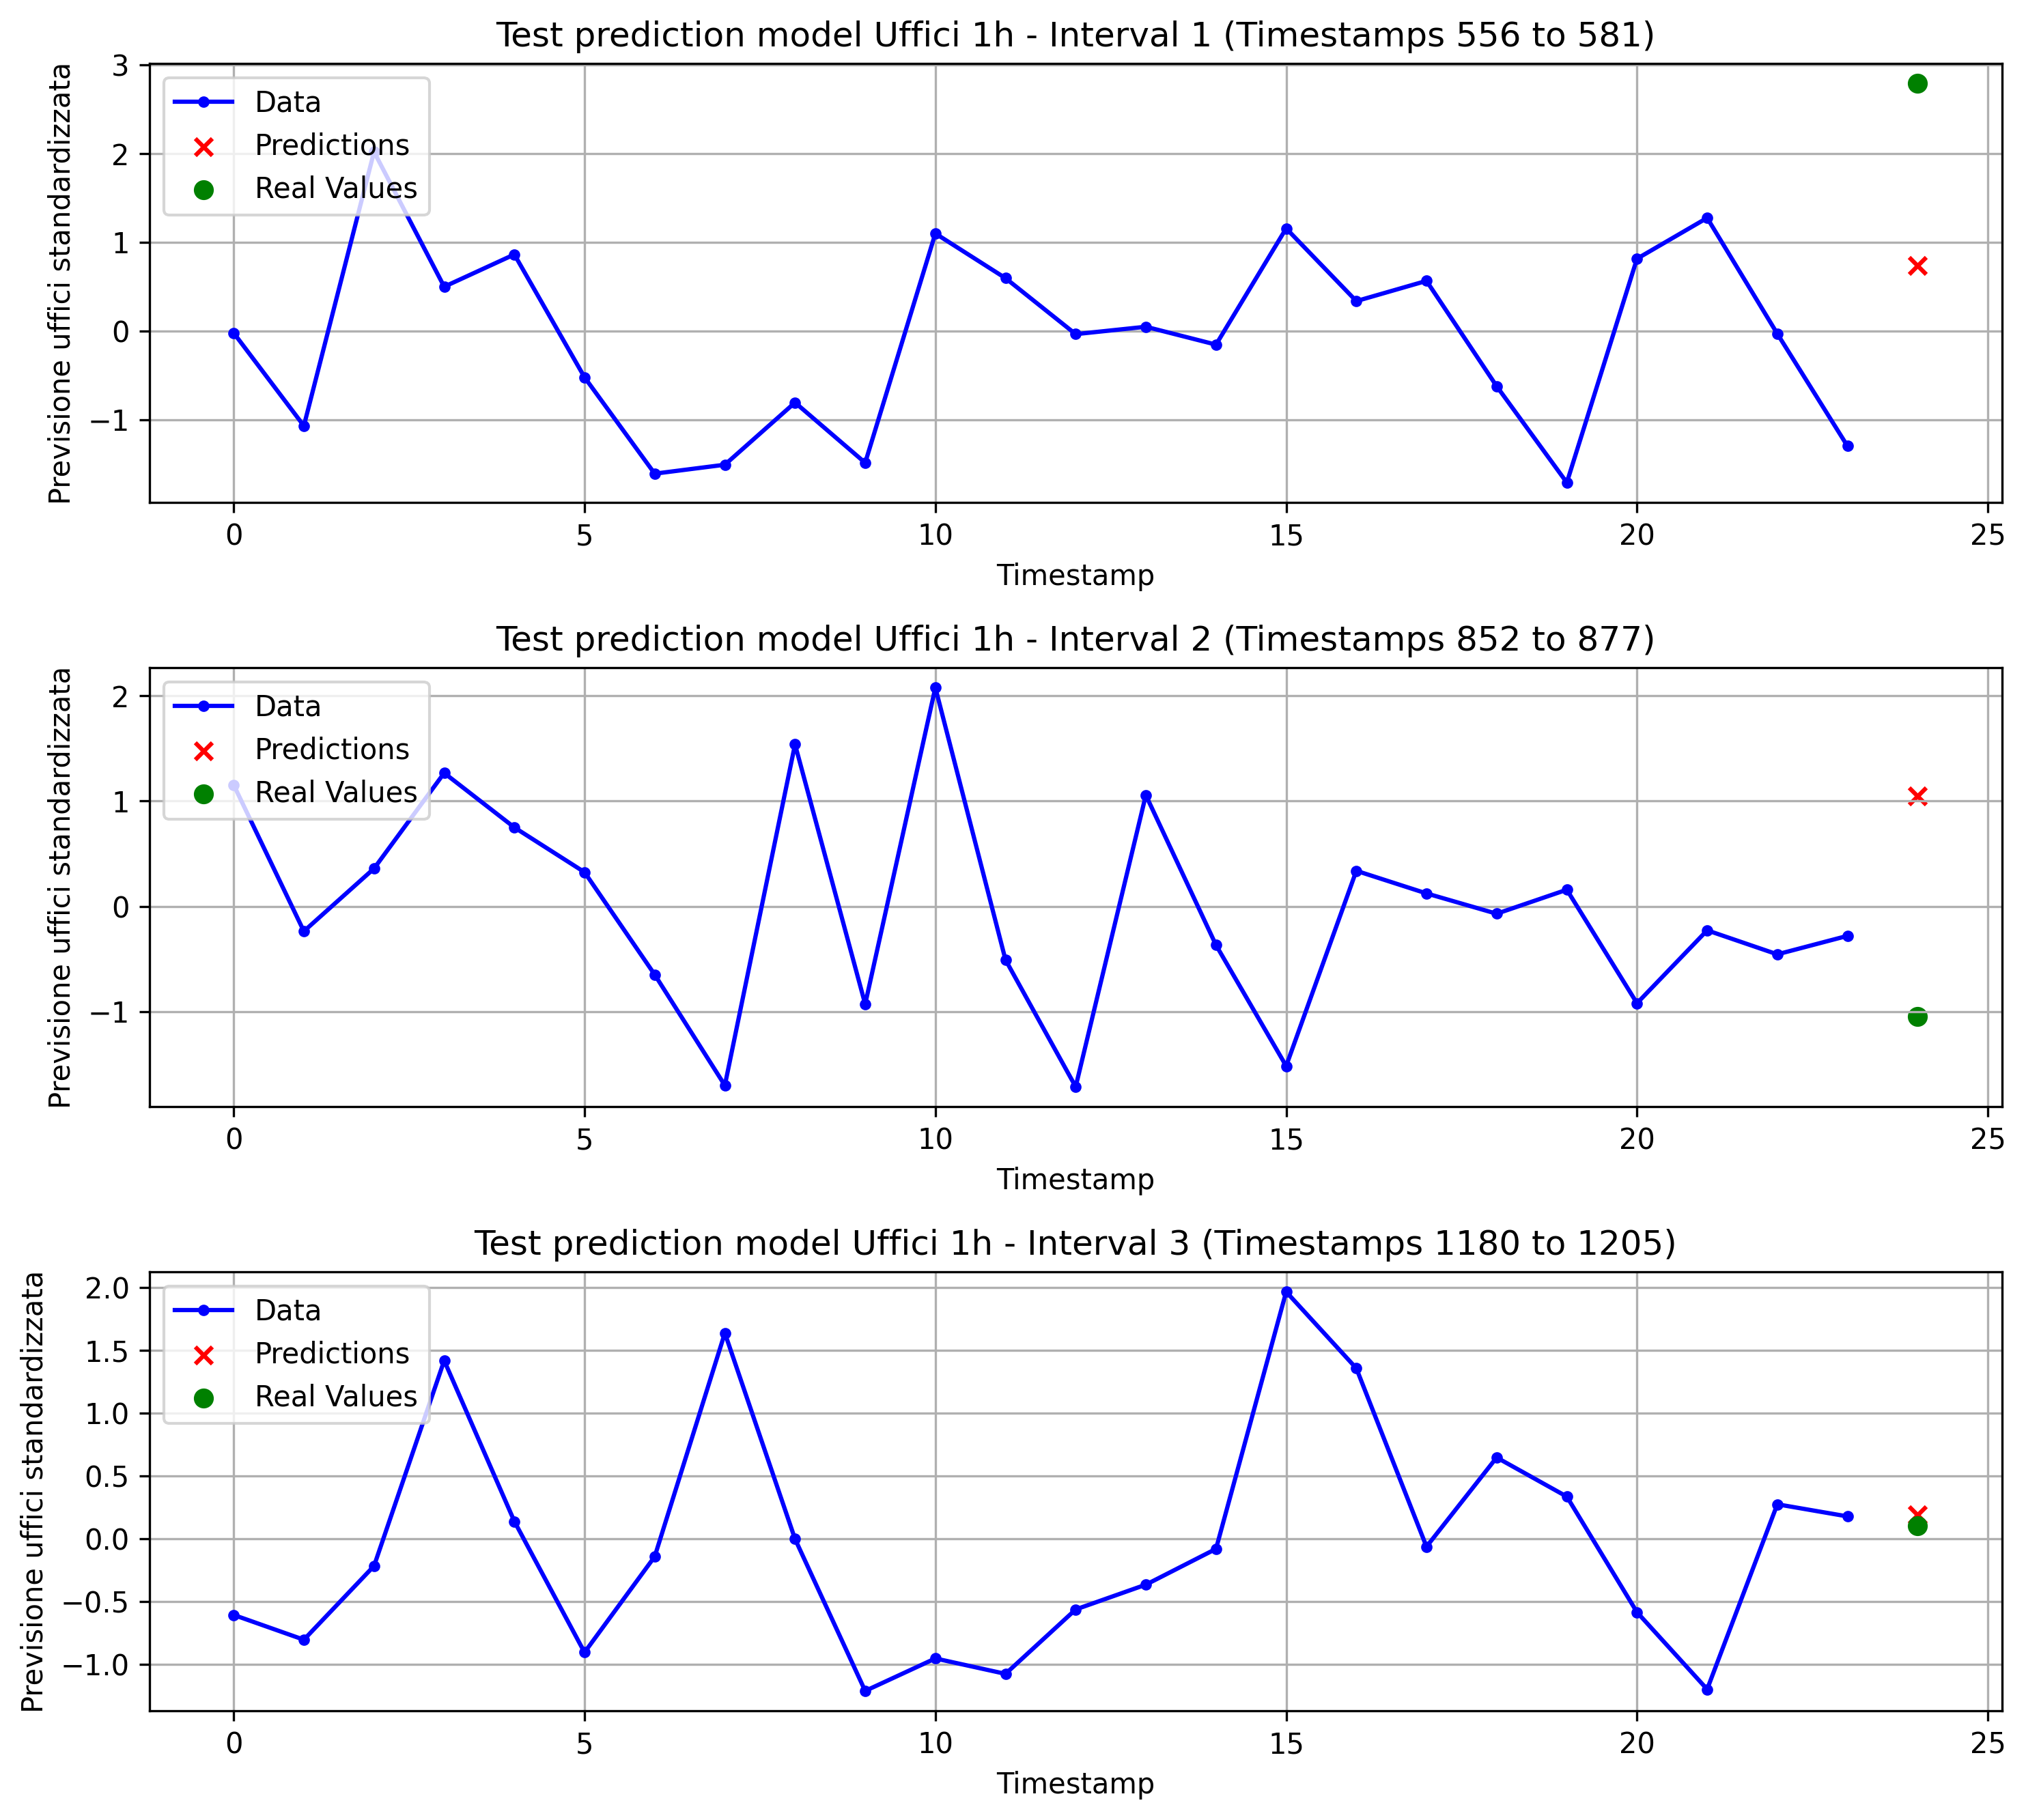 Test prediction model Uffici 1h - Interval 1 (Timestamps 556 to 581)
Previsione uffici standardizzata
3
2
1
0
−1
Data
Predictions
Real Values
0 5 10 15 20 25
Timestamp
Test prediction model Uffici 1h - Interval 2 (Timestamps 852 to 877)
Previsione uffici standardizzata
2
1
0
−1
Data
Predictions
Real Values
0 5 10 15 20 25
Timestamp
Test prediction model Uffici 1h - Interval 3 (Timestamps 1180 to 1205)
Previsione uffici standardizzata
2.0
1.5
1.0
0.5
0.0
−0.5
−1.0
Data
Predictions
Real Values
0 5 10 15 20 25
Timestamp